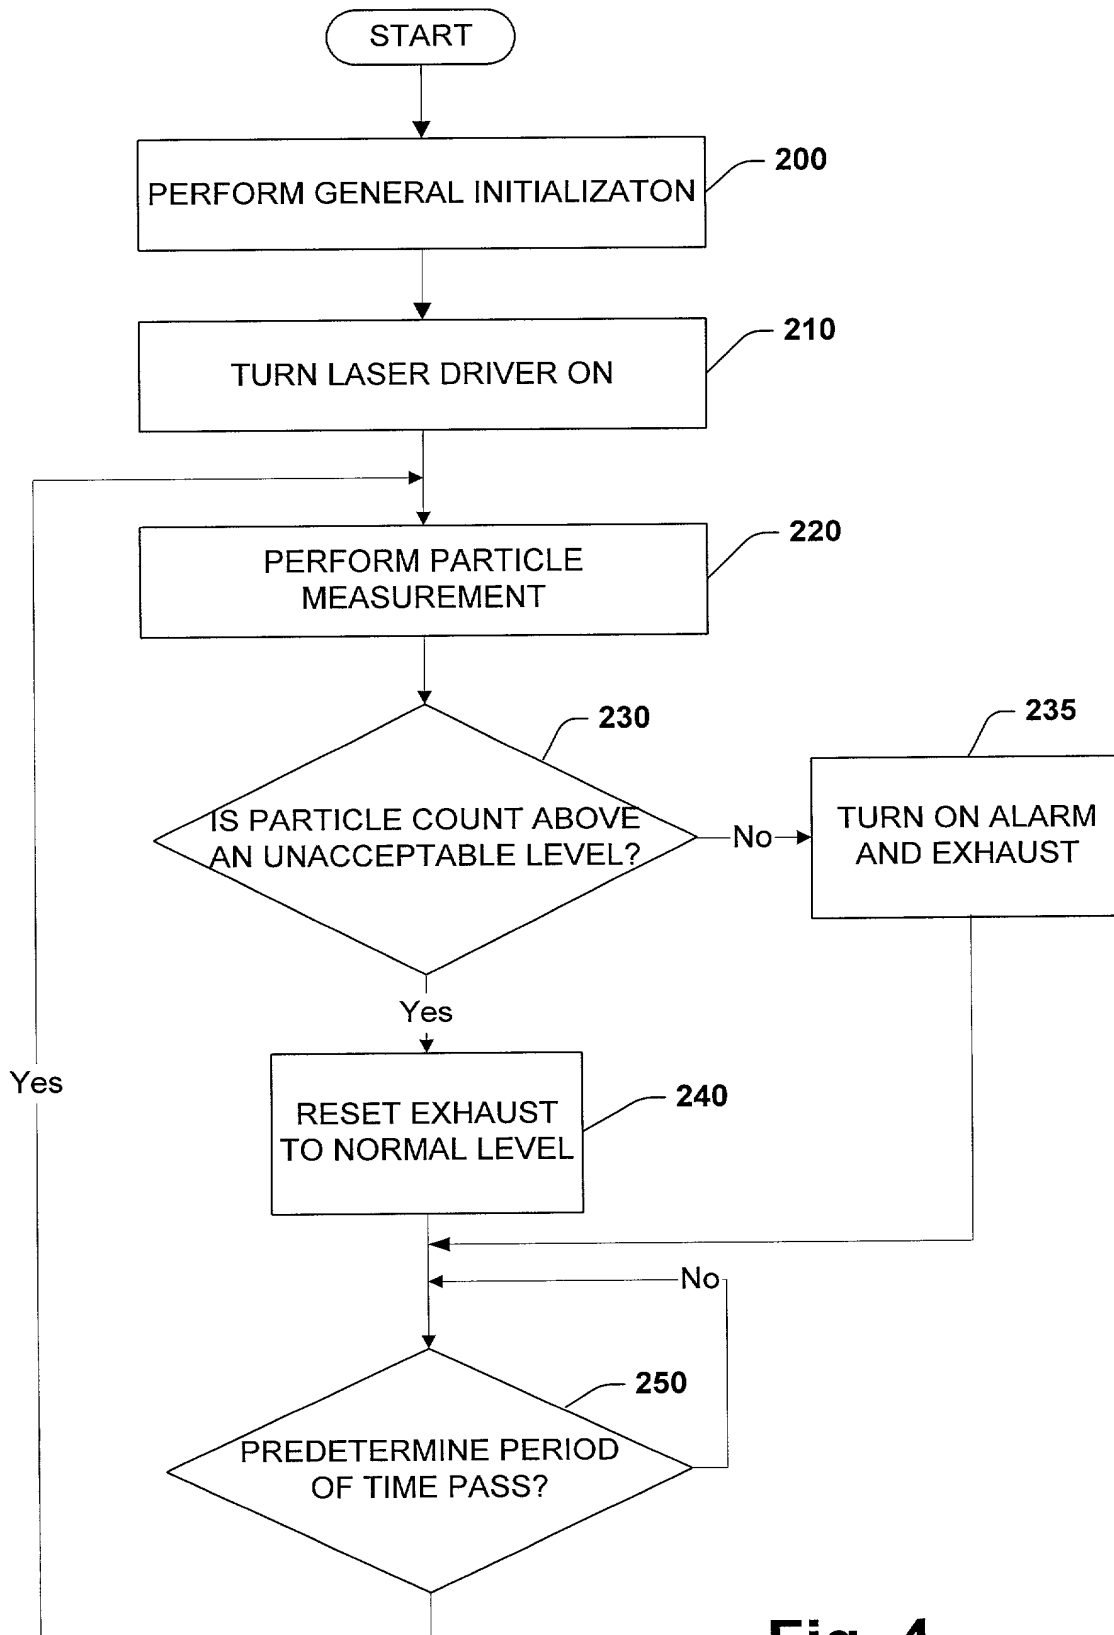 START
200
PERFORM GENERAL INITIALIZATON
210
TURN LASER DRIVER ON
220
PERFORM PARTICLE
MEASUREMENT
230
235
IS PARTICLE COUNT ABOVE
AN UNACCEPTABLE LEVEL?
No
TURN ON ALARM
AND EXHAUST
Yes
Yes
240
RESET EXHAUST
TO NORMAL LEVEL
No
250
PREDETERMINE PERIOD
OF TIME PASS?
Fig. 4